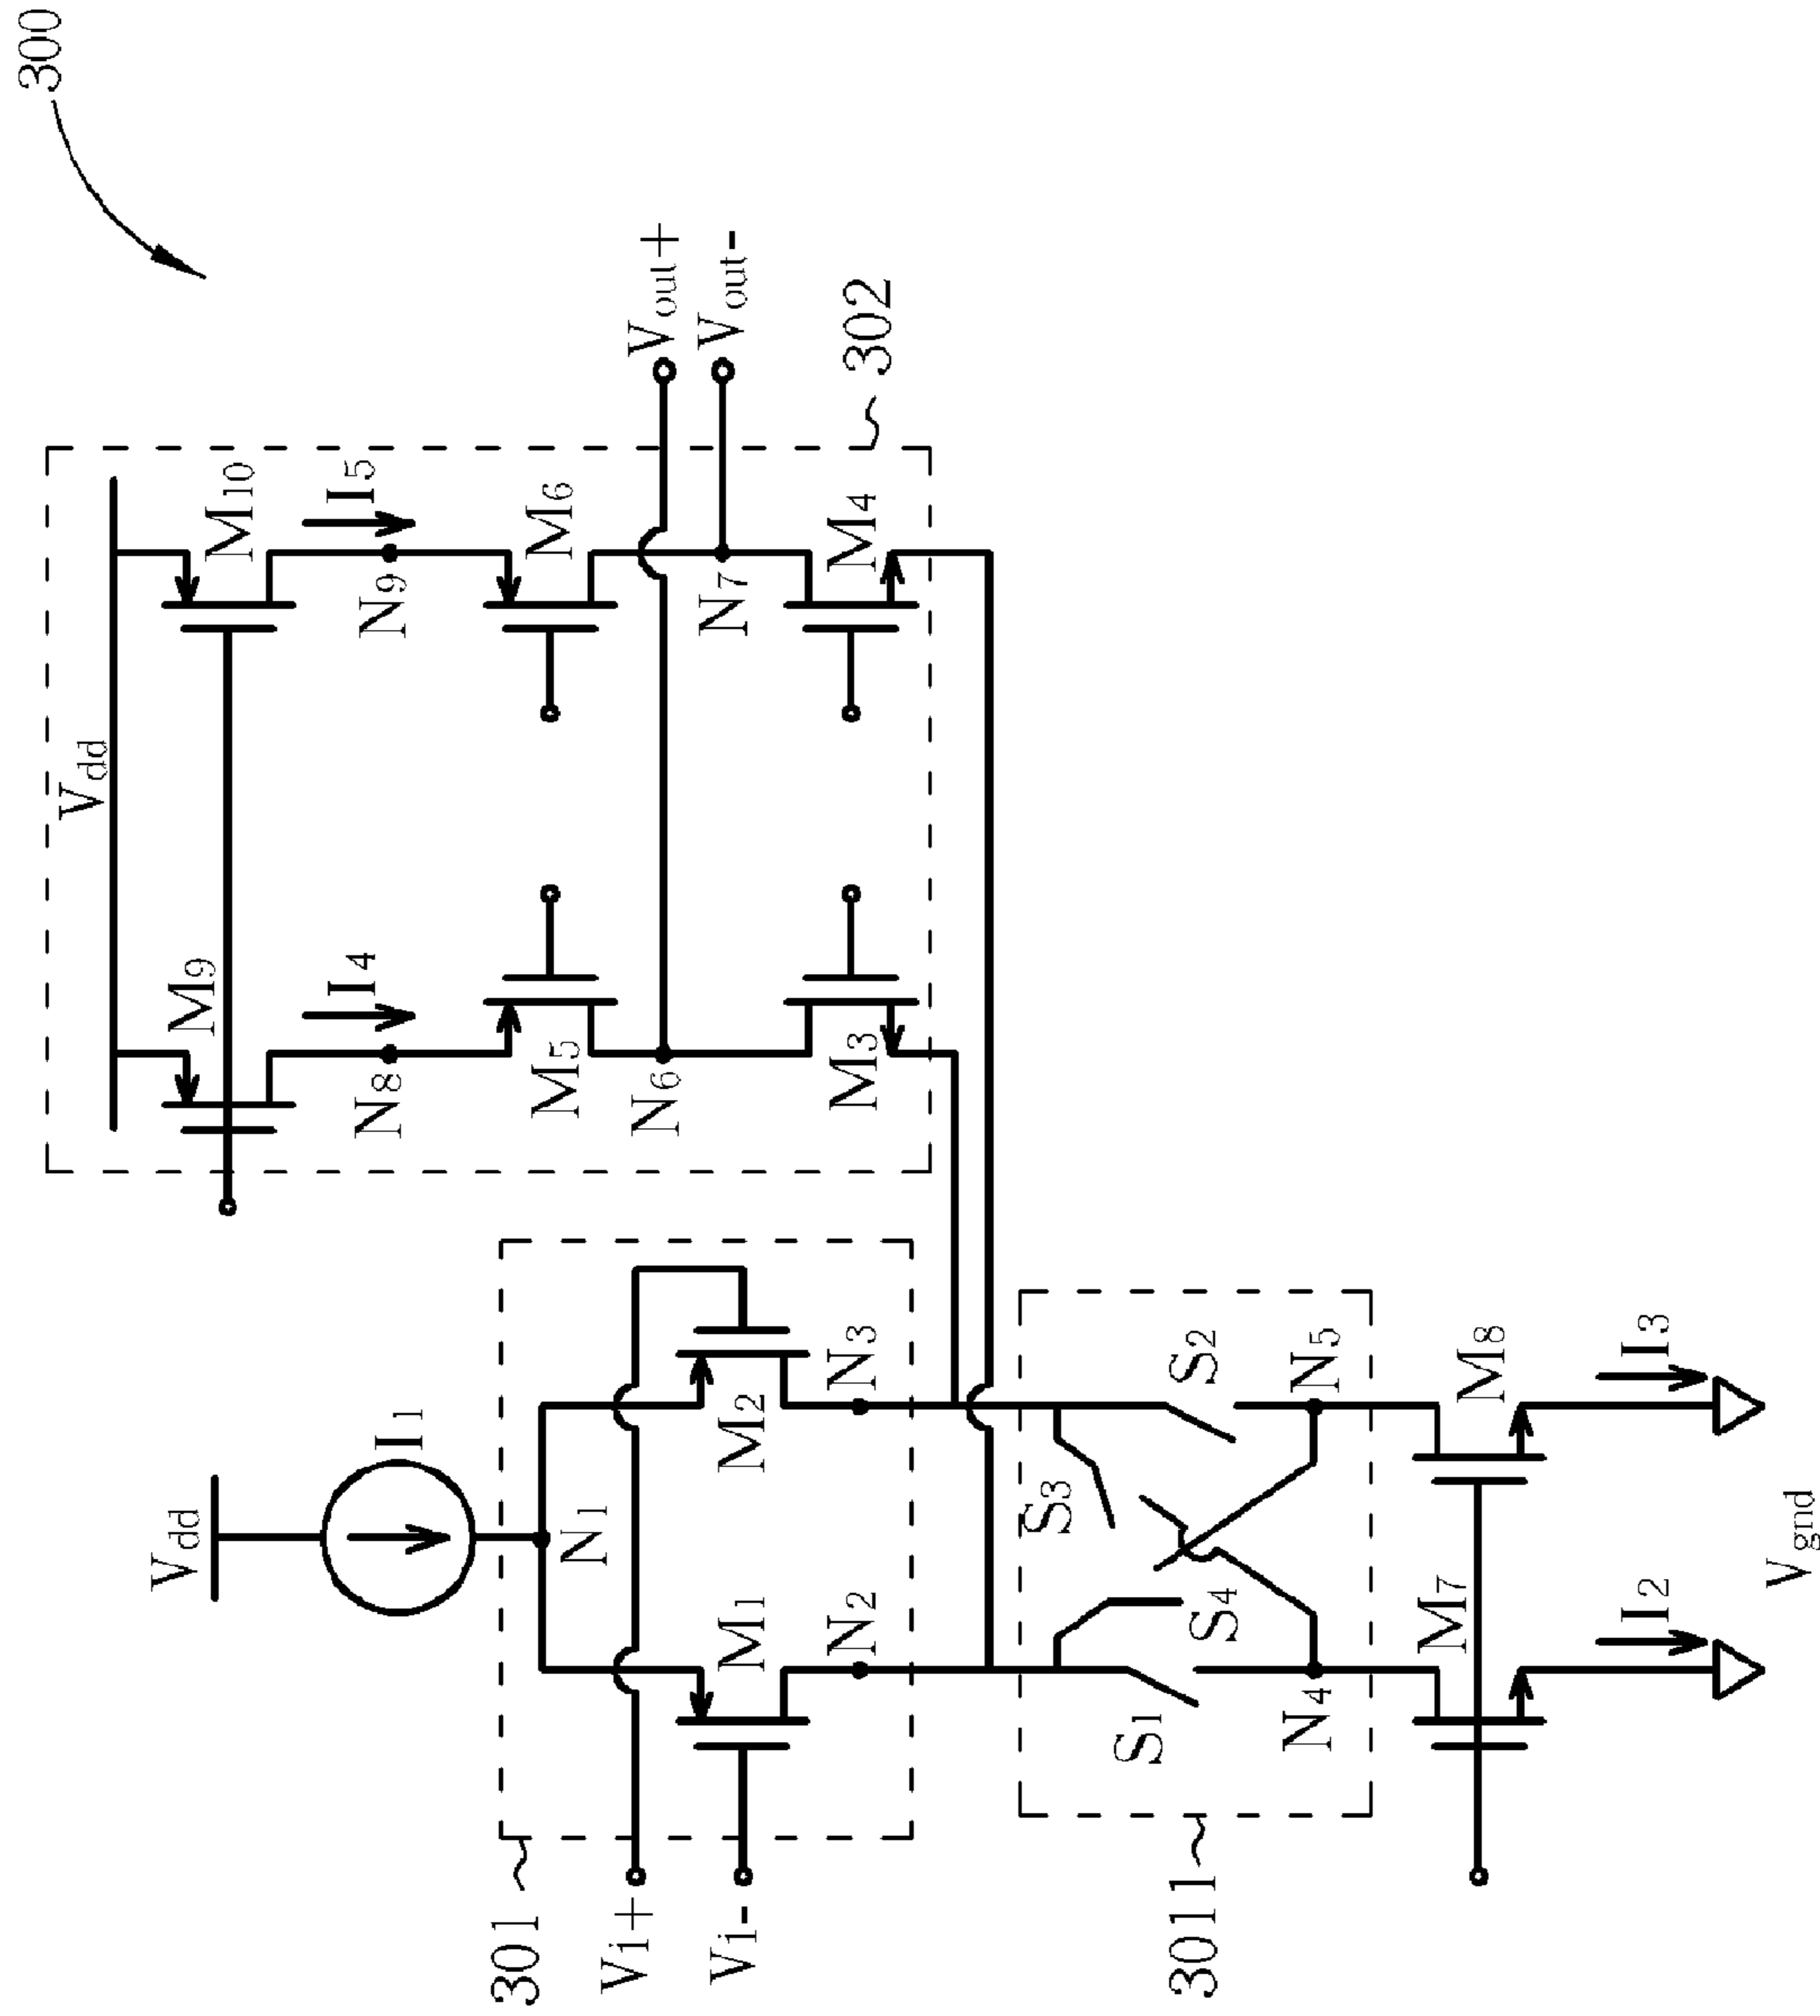 300
Vdd
M9
M10
I4
I5
N8
N9
M5
M6
N6
N7
Vout+
Vout-
M3
M4
302
Vdd
I1
N1
301
Vi+
Vi-
M1
M2
N2
N3
3011
S1
S2
S3
S4
N4
N5
M7
M8
I2
I3
Vgnd